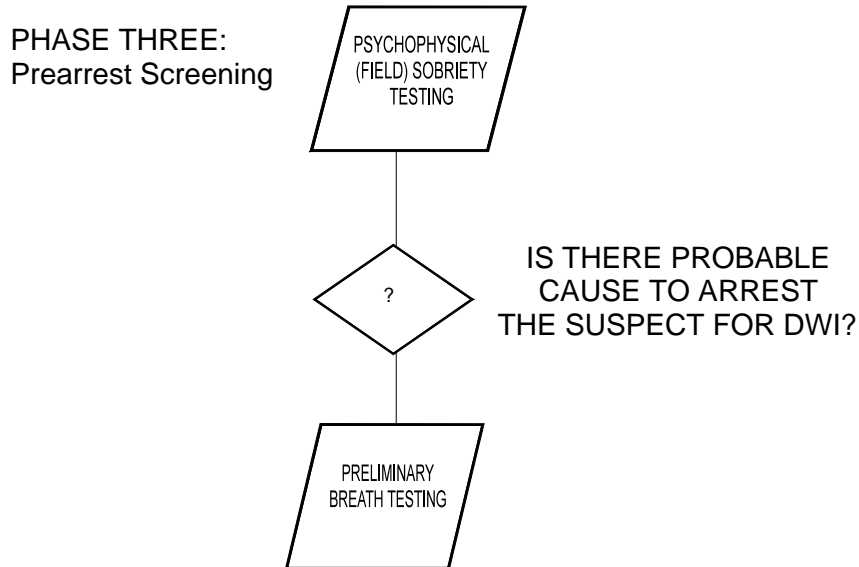 PHASE THREE:
Prearrest Screening
PSYCHOPHYSICAL
(FIELD) SOBRIETY
TESTING
?
IS THERE PROBABLE
CAUSE TO ARREST
THE SUSPECT FOR DWI?
PRELIMINARY
BREATH TESTING